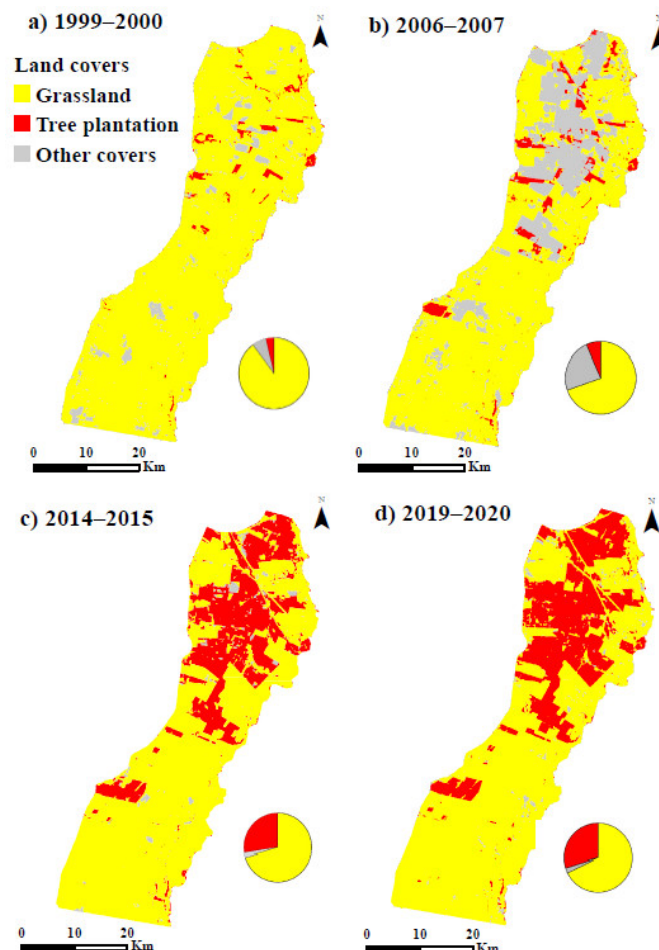 a) 1999–2000
N
Land covers
Grassland
Tree plantation
Other covers
0 10 20
Km
b) 2006–2007
N
0 10 20
Km
c) 2014–2015
N
0 10 20
Km
d) 2019–2020
N
0 10 20
Km